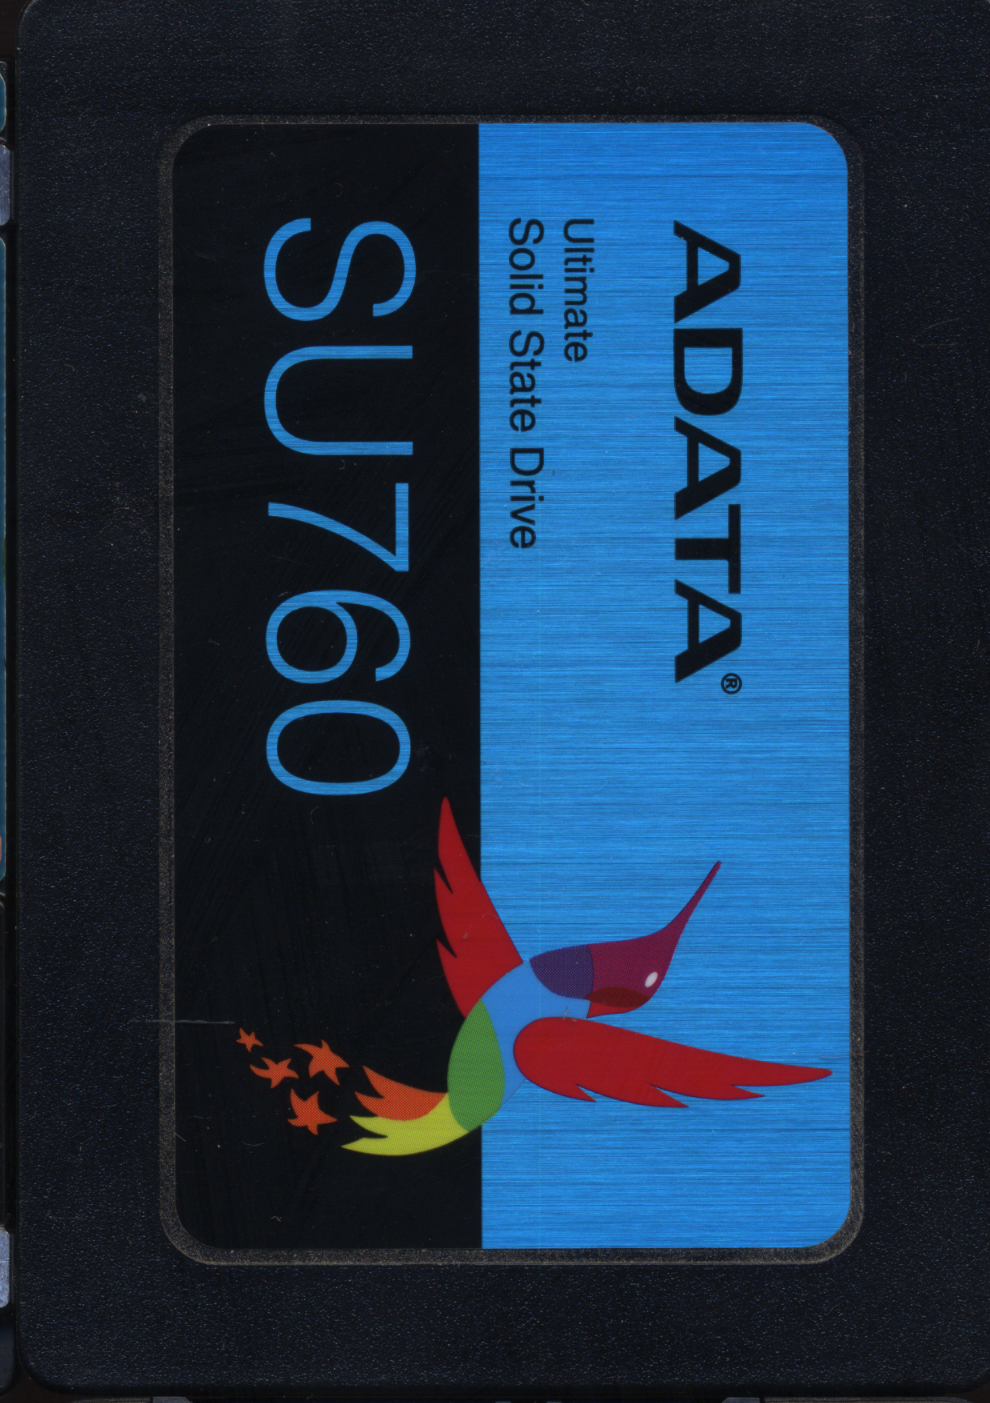 ADATA®
Ultimate
Solid State Drive
SU760